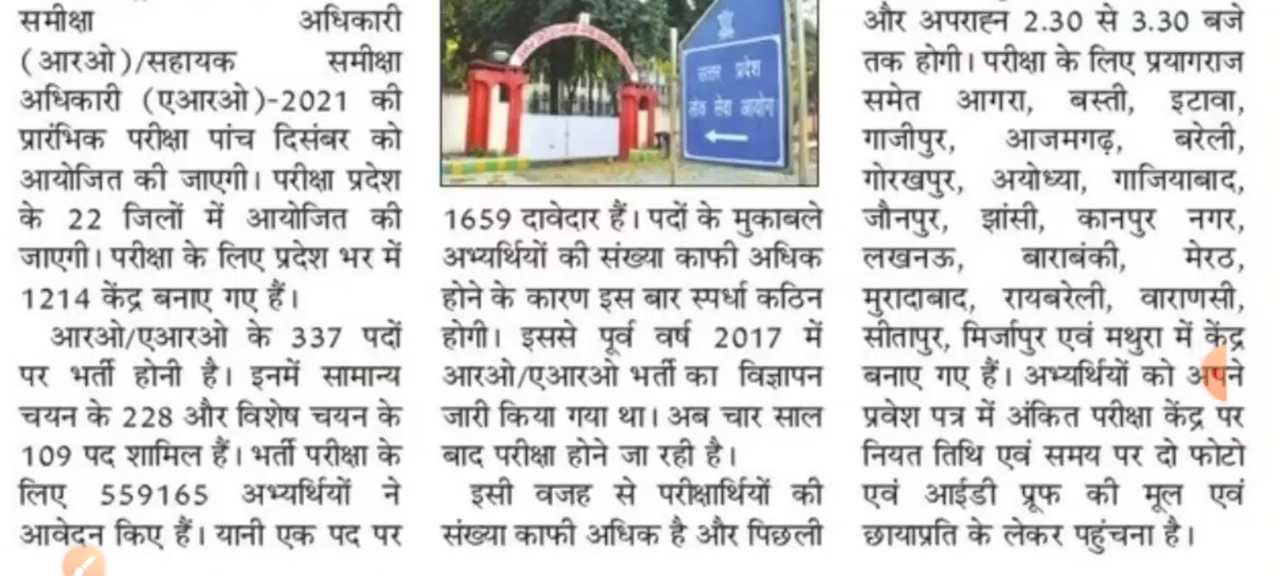 समीक्षा अधिकारी
(आरओ)/सहायक समीक्षा
अधिकारी (एआरओ)-2021 की
प्रारंभिक परीक्षा पांच दिसंबर को
आयोजित की जाएगी। परीक्षा प्रदेश
के 22 जिलों में आयोजित की
जाएगी। परीक्षा के लिए प्रदेश भर में
1214 केंद्र बनाए गए हैं।
आरओ/एआरओ के 337 पदों
पर भर्ती होनी है। इनमें सामान्य
चयन के 228 और विशेष चयन के
109 पद शामिल हैं। भर्ती परीक्षा के
लिए 559165 अभ्यर्थियों ने
आवेदन किए हैं। यानी एक पद पर
उत्तर प्रदेश
लोक सेवा आयोग
1659 दावेदार हैं। पदों के मुकाबले
अभ्यर्थियों की संख्या काफी अधिक
होने के कारण इस बार स्पर्धा कठिन
होगी। इससे पूर्व वर्ष 2017 में
आरओ/एआरओ भर्ती का विज्ञापन
जारी किया गया था। अब चार साल
बाद परीक्षा होने जा रही है।
इसी वजह से परीक्षार्थियों की
संख्या काफी अधिक है और पिछली
और अपराह्न 2.30 से 3.30 बजे
तक होगी। परीक्षा के लिए प्रयागराज
समेत आगरा, बस्ती, इटावा,
गाजीपुर, आजमगढ़, बरेली,
गोरखपुर, अयोध्या, गाजियाबाद,
जौनपुर, झांसी, कानपुर नगर,
लखनऊ, बाराबंकी, मेरठ,
मुरादाबाद, रायबरेली, वाराणसी,
सीतापुर, मिर्जापुर एवं मथुरा में केंद्र
बनाए गए हैं। अभ्यर्थियों को अपने
प्रवेश पत्र में अंकित परीक्षा केंद्र पर
नियत तिथि एवं समय पर दो फोटो
एवं आईडी प्रूफ की मूल एवं
छायाप्रति के लेकर पहुंचना है।